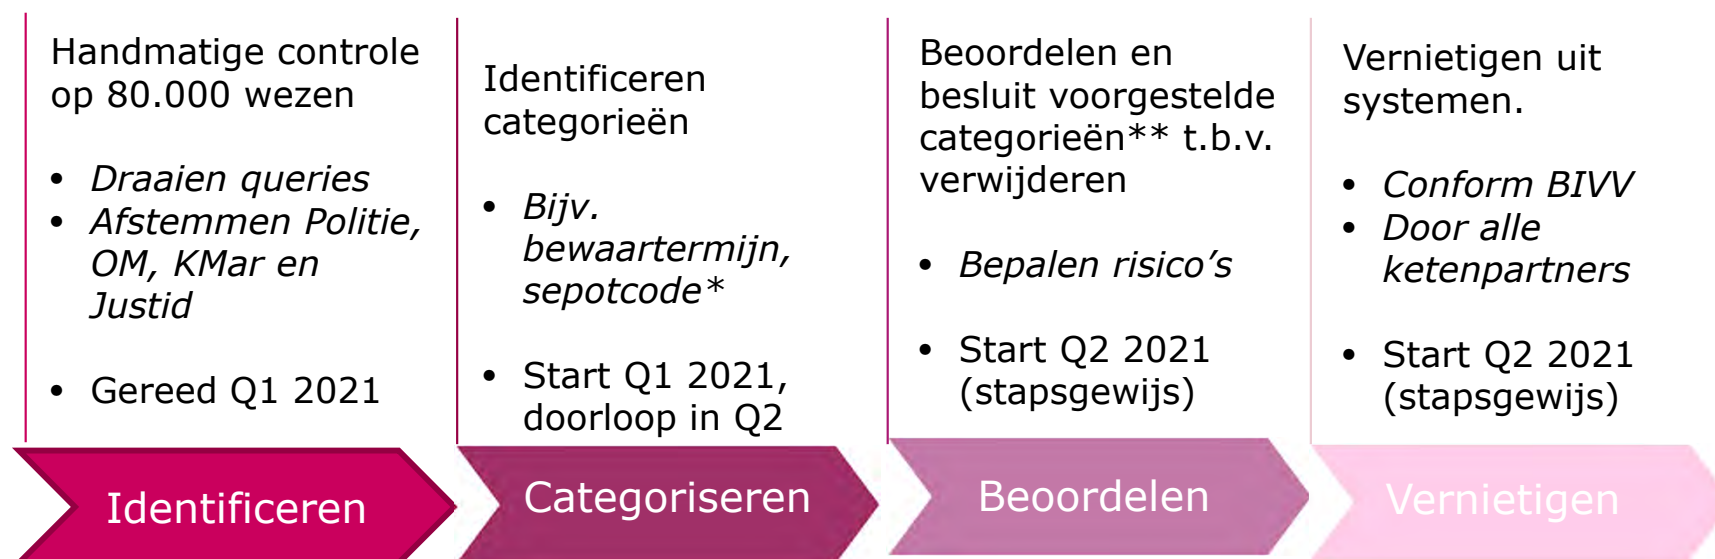 Handmatige controle
op 80.000 wezen
• Draaien queries
• Afstemmen Politie,
OM, KMar en
Justid
• Gereed Q1 2021
Identificeren
Identificeren
categorieën
• Bijv.
bewaartermijn,
sepotcode*
• Start Q1 2021,
doorloop in Q2
Categoriseren
Beoordelen en
besluit voorgestelde
categorieën** t.b.v.
verwijderen
• Bepalen risico’s
• Start Q2 2021
(stapsgewijs)
Beoordelen
Vernietigen uit
systemen.
• Conform BIVV
• Door alle
ketenpartners
• Start Q2 2021
(stapsgewijs)
Vernietigen